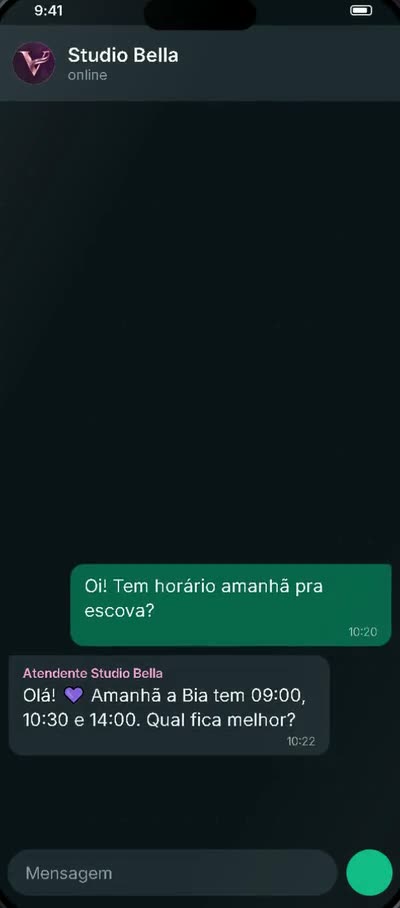 9:41
Studio Bella
online
Oi! Tem horário amanhã pra
escova?
10:20
Atendente Studio Bella
Olá! 💜 Amanhã a Bia tem 09:00,
10:30 e 14:00. Qual fica melhor?
10:22
Mensagem